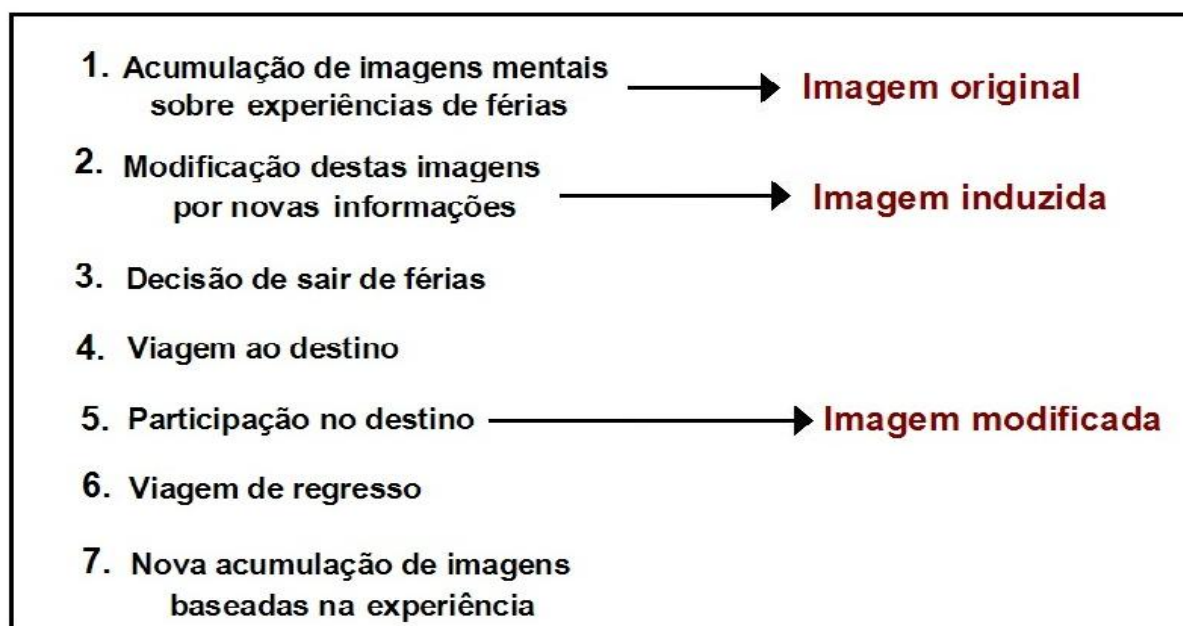 1. Acumulação de imagens mentais
sobre experiências de férias
Imagem original
2. Modificação destas imagens
por novas informações
Imagem induzida
3. Decisão de sair de férias
4. Viagem ao destino
5. Participação no destino
Imagem modificada
6. Viagem de regresso
7. Nova acumulação de imagens
baseadas na experiência